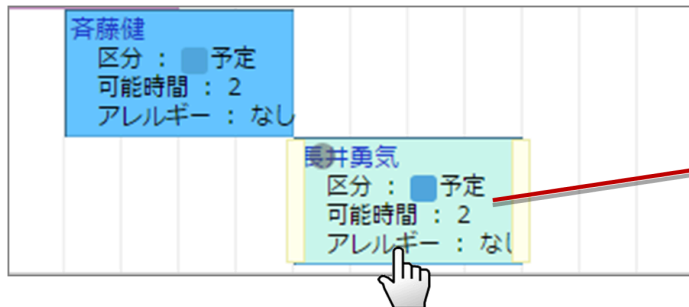 斉藤健
区分 : 予定
可能時間 : 2
アレルギー : なし
長井勇気
区分 : 予定
可能時間 : 2
アレルギー : なし